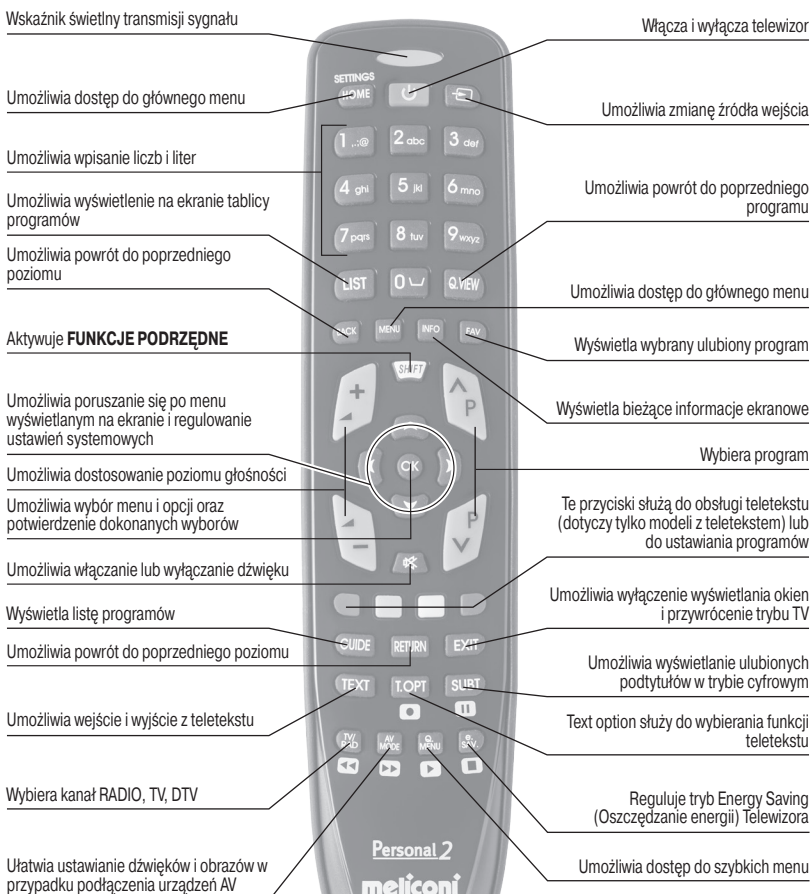 Wskaźnik świetlny transmisji sygnału
Włącza i wyłącza telewizor
SETTINGS
HOME
Umożliwia dostęp do głównego menu
Umożliwia zmianę źródła wejścia
1 .,:@
2 abc
3 def
Umożliwia wpisanie liczb i liter
4 ghi
5 jkl
6 mno
Umożliwia wyświetlenie na ekranie tablicy
programów
Umożliwia powrót do poprzedniego
programu
7 pqrs
8 tuv
9 wxyz
Umożliwia powrót do poprzedniego
poziomu
LIST
0
Q.VIEW
Umożliwia dostęp do głównego menu
BACK
MENU
INFO
FAV
Aktywuje FUNKCJE PODRZĘDNE
Wyświetla wybrany ulubiony program
SHIFT
+
P
Umożliwia poruszanie się po menu
wyświetlanym na ekranie i regulowanie
ustawień systemowych
Wyświetla bieżące informacje ekranowe
Wybiera program
OK
Umożliwia dostosowanie poziomu głośności
Umożliwia wybór menu i opcji oraz
potwierdzenie dokonanych wyborów
Te przyciski służą do obsługi teletekstu
(dotyczy tylko modeli z teletekstem) lub
do ustawiania programów
−
P
Umożliwia włączanie lub wyłączanie dźwięku
Umożliwia wyłączenie wyświetlania okien
i przywrócenie trybu TV
Wyświetla listę programów
GUIDE
RETURN
EXIT
Umożliwia powrót do poprzedniego poziomu
Umożliwia wyświetlanie ulubionych
podtytułów w trybie cyfrowym
TEXT
T.OPT
SUBT
Umożliwia wejście i wyjście z teletekstu
Text option służy do wybierania funkcji
teletekstu
TV/
RAD
AV
MODE
Q.
MENU
e.
SAV.
Wybiera kanał RADIO, TV, DTV
Reguluje tryb Energy Saving
(Oszczędzanie energii) Telewizora
Personal 2
Ułatwia ustawianie dźwięków i obrazów w
przypadku podłączenia urządzeń AV
Umożliwia dostęp do szybkich menu
meliconi